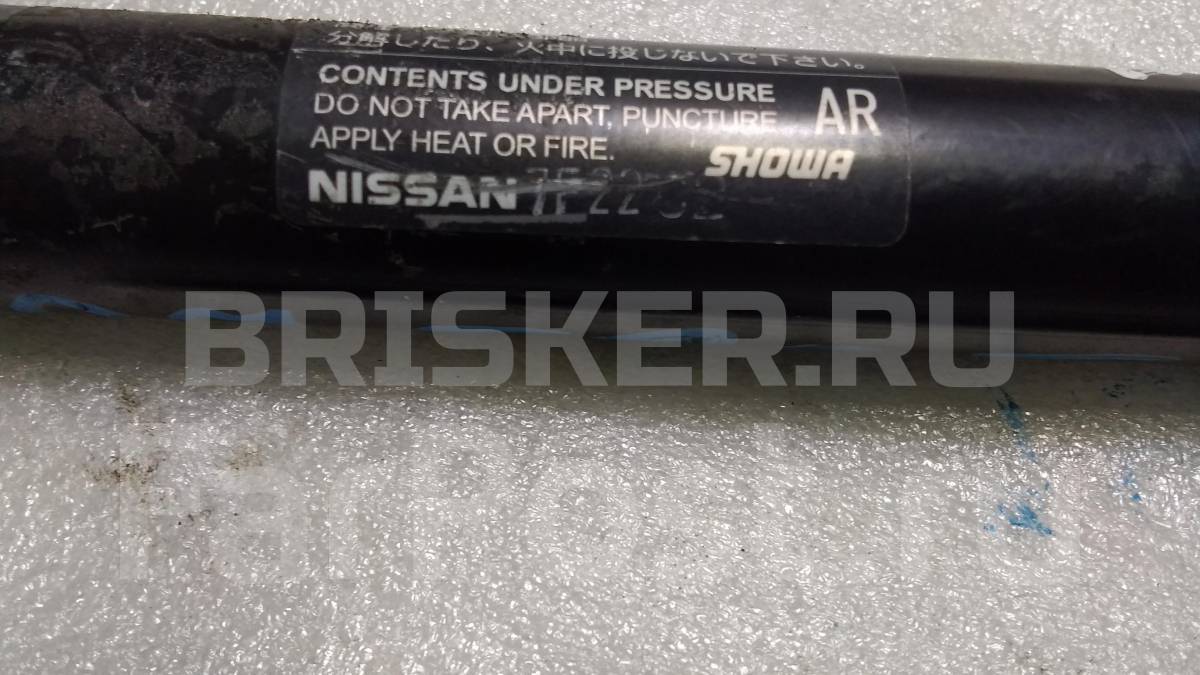 分解したり、火中に投じないで下さい。
CONTENTS UNDER PRESSURE
DO NOT TAKE APART, PUNCTURE
APPLY HEAT OR FIRE.
AR
SHOWA
NISSAN
BRISKER.RU